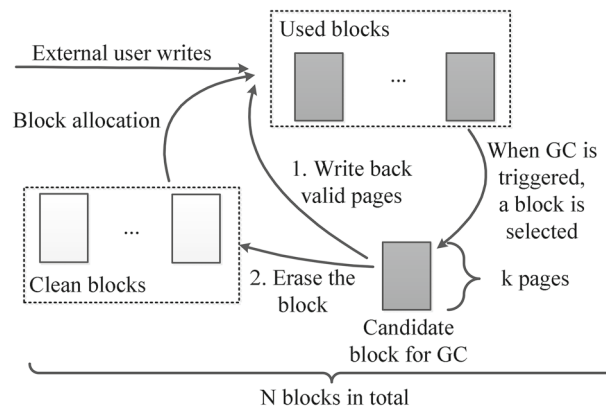 Used blocks
External user writes
...
Block allocation
1. Write back
valid pages
When GC is
triggered,
a block is
selected
...
Clean blocks
2. Erase the
block
k pages
Candidate
block for GC
N blocks in total